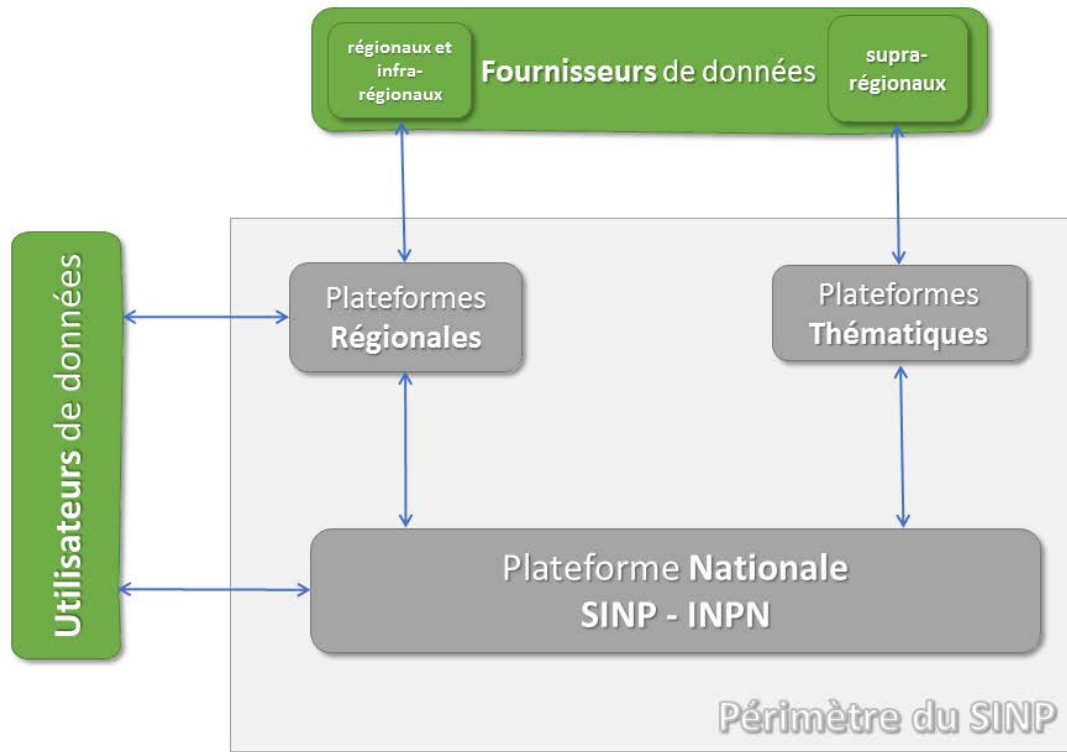 régionaux et
infra-
régionaux
Fournisseurs de données
supra-
régionaux
Utilisateurs de données
Plateformes
Régionales
Plateformes
Thématiques
Plateforme Nationale
SINP - INPN
Périmètre du SINP